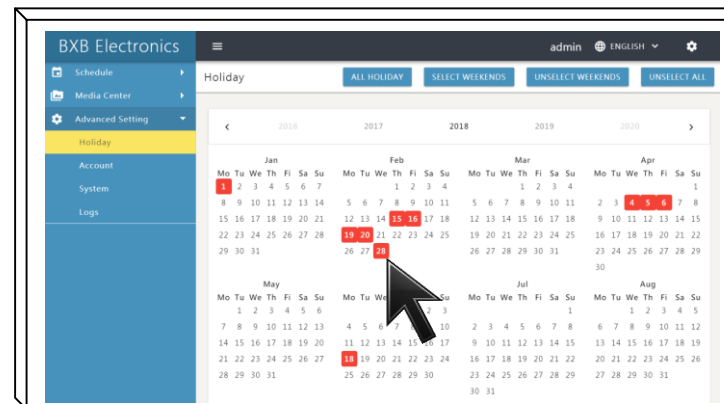 BXB Electronics
admin ENGLISH
Schedule
Media Center
Advanced Setting
Holiday
Account
System
Logs
Holiday ALL HOLIDAY SELECT WEEKENDS UNSELECT WEEKENDS UNSELECT ALL
2016 2017 2018 2019 2020
Jan Feb Mar Apr
Mo Tu We Th Fr Sa Su Mo Tu We Th Fi Sa Su Mo Tu We Th Fi Sa Su Mo Tu We Th Fi Sa Su
1 2 3 4 5 6 7 1 2 3 4 1 2 3 4 1
8 9 10 11 12 13 14 5 6 7 8 9 10 11 5 6 7 8 9 10 11 2 3 4 5 6 7 8
15 16 17 18 19 20 21 12 13 14 15 16 17 18 12 13 14 15 16 17 18 9 10 11 12 13 14 15
22 23 24 25 26 27 28 19 20 21 22 23 24 25 19 20 21 22 23 24 25 16 17 18 19 20 21 22
29 30 31 26 27 28 26 27 28 29 30 31 23 24 25 26 27 28 29
30
May Jul Aug
Mo Tu We Th Fi Sa Su Mo Tu We Su Mo Tu We Th Fi Sa Su Mo Tu We Th Fi Sa Su
1 2 3 4 5 6 2 3 1 1 2 3 4 5
7 8 9 10 11 12 13 4 5 6 7 8 10 2 3 4 5 6 7 8 6 7 8 9 10 11 12
14 15 16 17 18 19 20 11 12 13 14 15 16 17 9 10 11 12 13 14 15 13 14 15 16 17 18 19
21 22 23 24 25 26 27 18 19 20 21 22 23 24 16 17 18 19 20 21 22 20 21 22 23 24 25 26
28 29 30 31 25 26 27 28 29 30 23 24 25 26 27 28 29 27 28 29 30 31
30 31